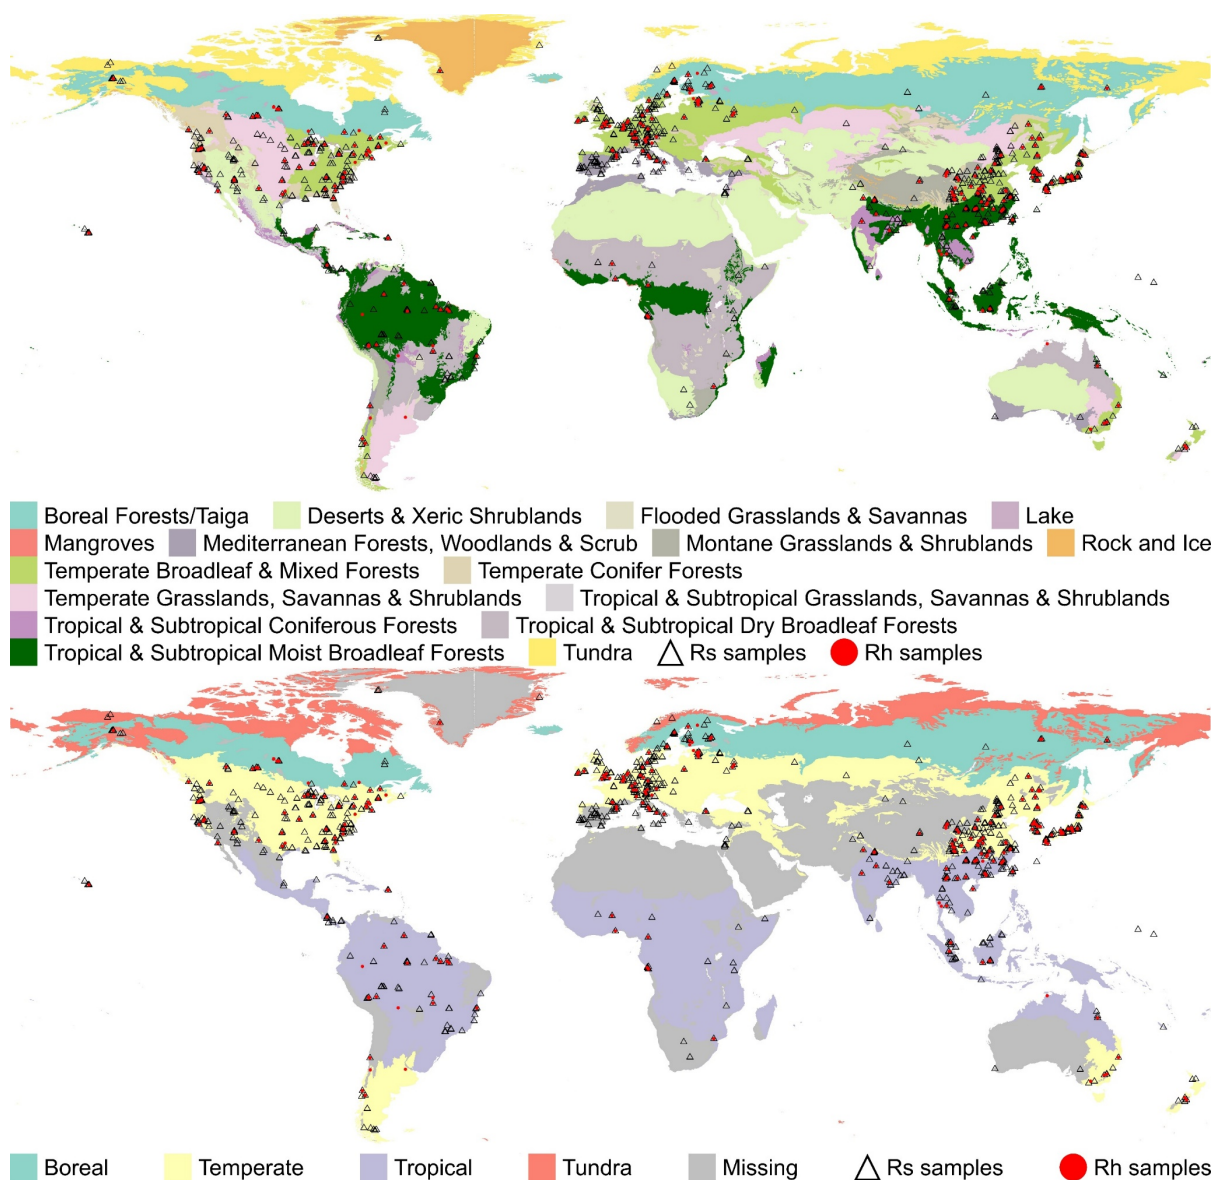 Boreal Forests/Taiga Deserts & Xeric Shrublands Flooded Grasslands & Savannas Lake
Mangroves Mediterranean Forests, Woodlands & Scrub Montane Grasslands & Shrublands Rock and Ice
Temperate Broadleaf & Mixed Forests Temperate Conifer Forests
Temperate Grasslands, Savannas & Shrublands Tropical & Subtropical Grasslands, Savannas & Shrublands
Tropical & Subtropical Coniferous Forests Tropical & Subtropical Dry Broadleaf Forests
Tropical & Subtropical Moist Broadleaf Forests Tundra Rs samples Rh samples
Boreal Temperate Tropical Tundra Missing Rs samples Rh samples